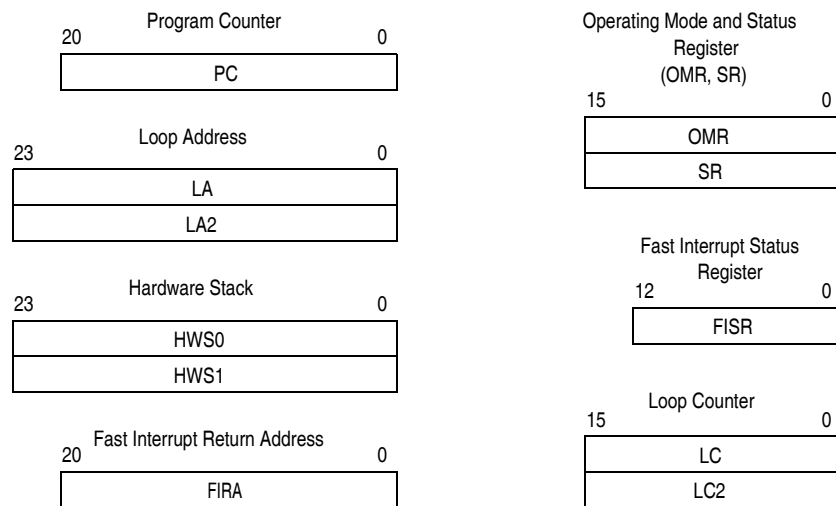 Program Counter
20 0
PC
Loop Address
23 0
LA
LA2
Hardware Stack
23 0
HWS0
HWS1
Fast Interrupt Return Address
20 0
FIRA
Operating Mode and Status
Register
(OMR, SR)
15 0
OMR
SR
Fast Interrupt Status
Register
12 0
FISR
Loop Counter
15 0
LC
LC2